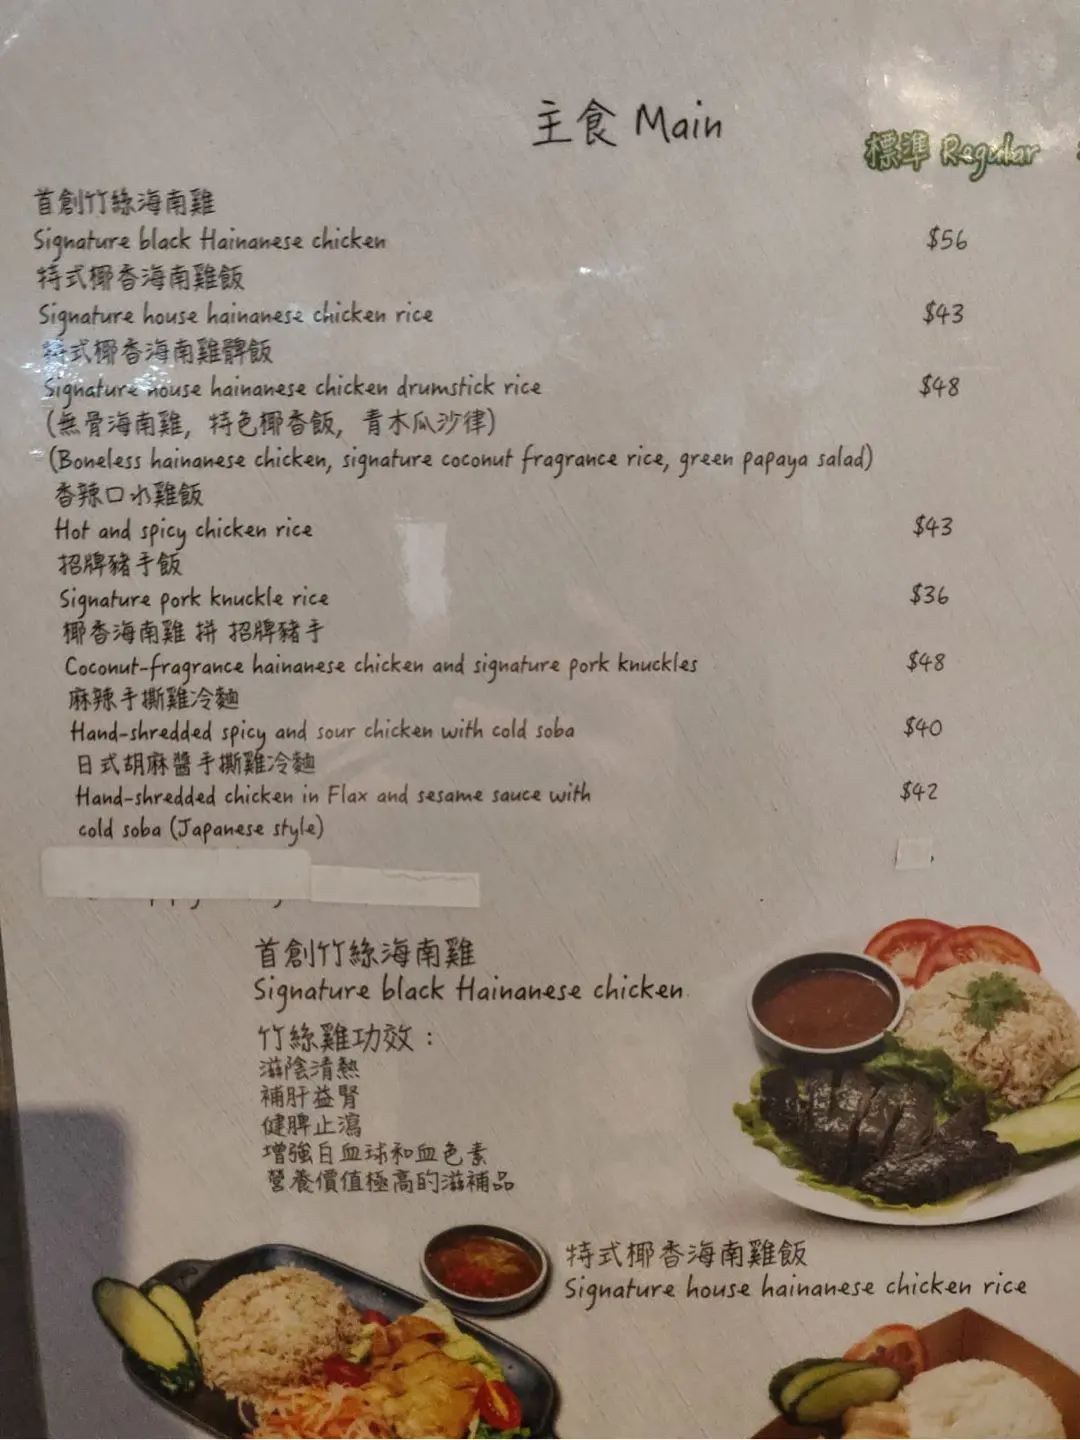 主食 Main
標準 Regular
首創竹絲海南雞
Signature black Hainanese chicken $56
特式椰香海南雞飯
Signature house hainanese chicken rice $43
特式椰香海南雞髀飯
Signature house hainanese chicken drumstick rice $48
(無骨海南雞, 特色椰香飯, 青木瓜沙律)
(Boneless hainanese chicken, signature coconut fragrance rice, green papaya salad)
香辣口水雞飯
Hot and spicy chicken rice $43
招牌豬手飯
Signature pork knuckle rice $36
椰香海南雞 拼 招牌豬手
Coconut-fragrance hainanese chicken and signature pork knuckles $48
麻辣手撕雞冷麵
Hand-shredded spicy and sour chicken with cold soba $40
日式胡麻醬手撕雞冷麵
Hand-shredded chicken in Flax and sesame sauce with $42
cold soba (Japanese style)
首創竹絲海南雞
Signature black Hainanese chicken
竹絲雞功效：
滋陰清熱
補肝益腎
健脾止瀉
增強白血球和血色素
營養價值極高的滋補品
特式椰香海南雞飯
Signature house hainanese chicken rice